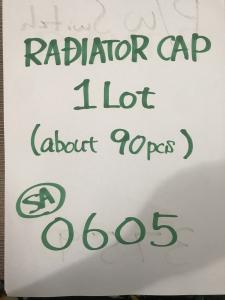 RADIATOR CAP
1 Lot
(about 90pcs)
SA
0605